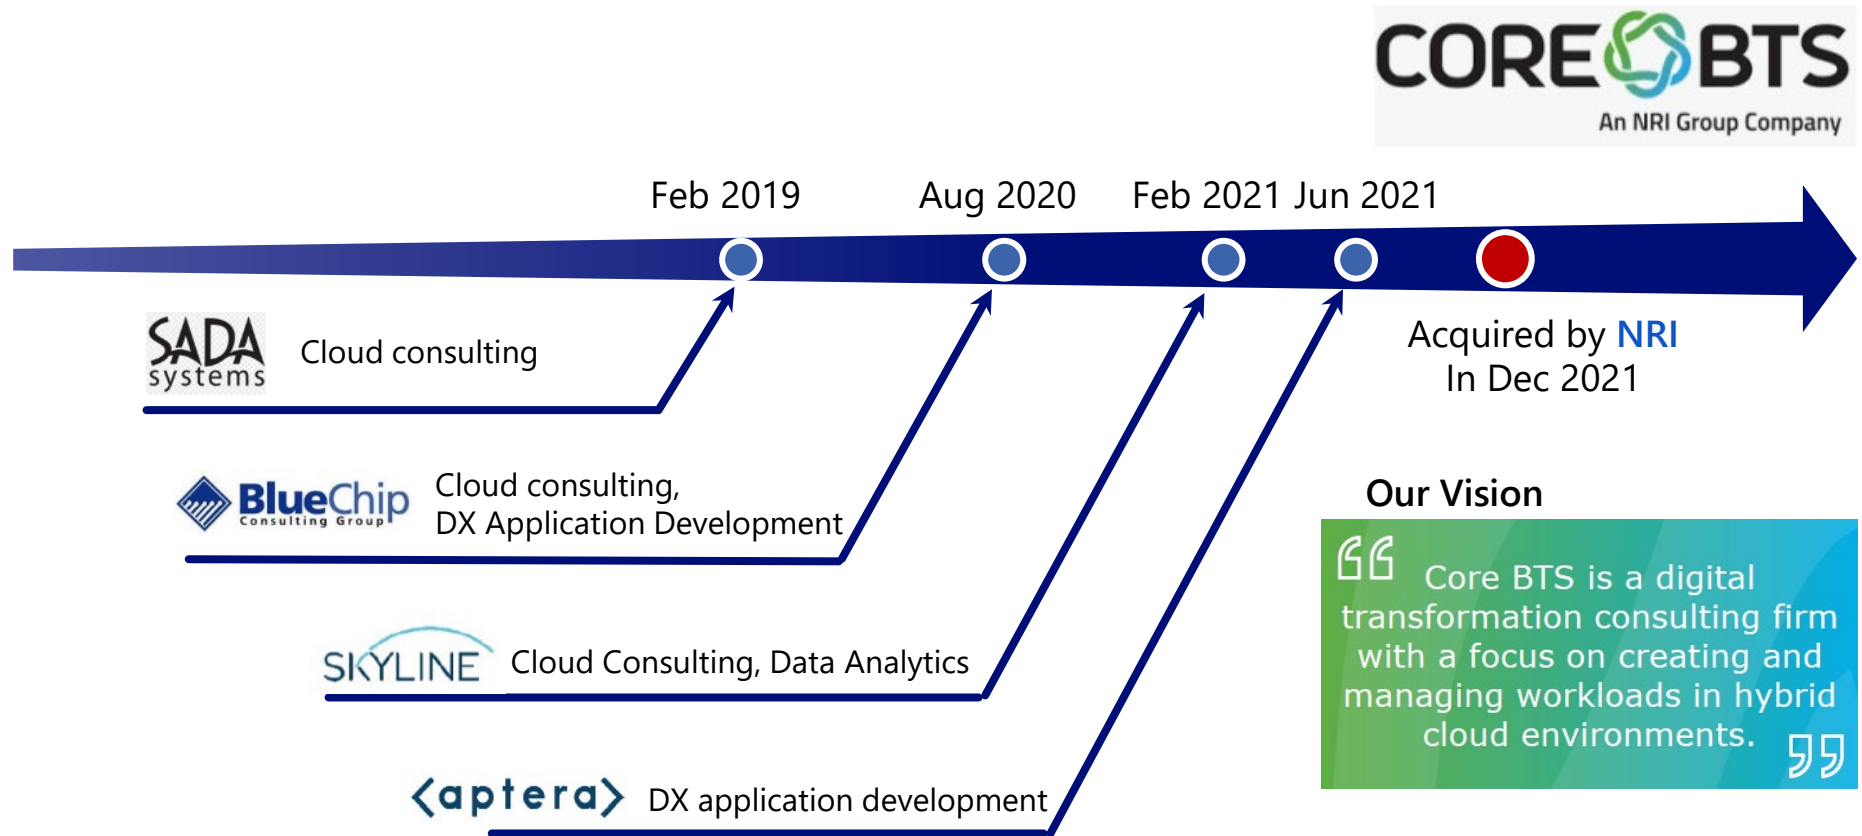 CORE BTS
An NRI Group Company
Feb 2019
Aug 2020
Feb 2021
Jun 2021
SADA
systems
Cloud consulting
BlueChip
Consulting Group
Cloud consulting,
DX Application Development
SKYLINE
Cloud Consulting, Data Analytics
<aptera>
DX application development
Acquired by NRI
In Dec 2021
Our Vision
“
Core BTS is a digital
transformation consulting firm
with a focus on creating and
managing workloads in hybrid
cloud environments.
”